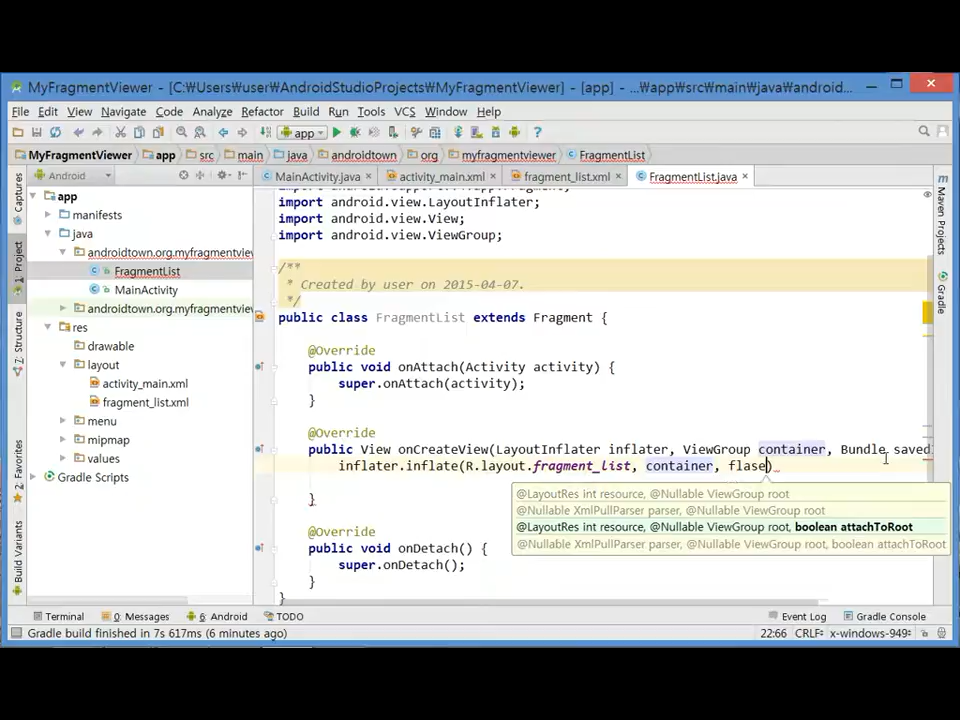 MyFragmentViewer - [C:₩Users₩user₩AndroidStudioProjects₩MyFragmentViewer] - [app] - ...₩app₩src₩main₩java₩android...
File Edit View Navigate Code Analyze Refactor Build Run Tools VCS Window Help
app
MyFragmentViewer app src main java androidtown org myfragmentviewer FragmentList
Android
MainActivity.java × activity_main.xml × fragment_list.xml × FragmentList.java ×
Captures
1: Project
7: Structure
2: Favorites
Build Variants
app
manifests
java
androidtown.org.myfragmentview
FragmentList
MainActivity
androidtown.org.myfragmentview
res
drawable
layout
activity_main.xml
fragment_list.xml
menu
mipmap
values
Gradle Scripts
import android.view.LayoutInflater;
import android.view.View;
import android.view.ViewGroup;
/**
* Created by user on 2015-04-07.
*/
public class FragmentList extends Fragment {
@Override
public void onAttach(Activity activity) {
super.onAttach(activity);
}
@Override
public View onCreateView(LayoutInflater inflater, ViewGroup container, Bundle saved
inflater.inflate(R.layout.fragment_list, container, flase)
@LayoutRes int resource, @Nullable ViewGroup root
@Nullable XmlPullParser parser, @Nullable ViewGroup root
@LayoutRes int resource, @Nullable ViewGroup root, boolean attachToRoot
@Nullable XmlPullParser parser, @Nullable ViewGroup root, boolean attachToRoot
}
@Override
public void onDetach() {
super.onDetach();
}
}
Maven Projects
Gradle
Terminal 0: Messages 6: Android TODO Event Log Gradle Console
Gradle build finished in 7s 617ms (6 minutes ago) 22:66 CRLF÷ x-windows-949÷